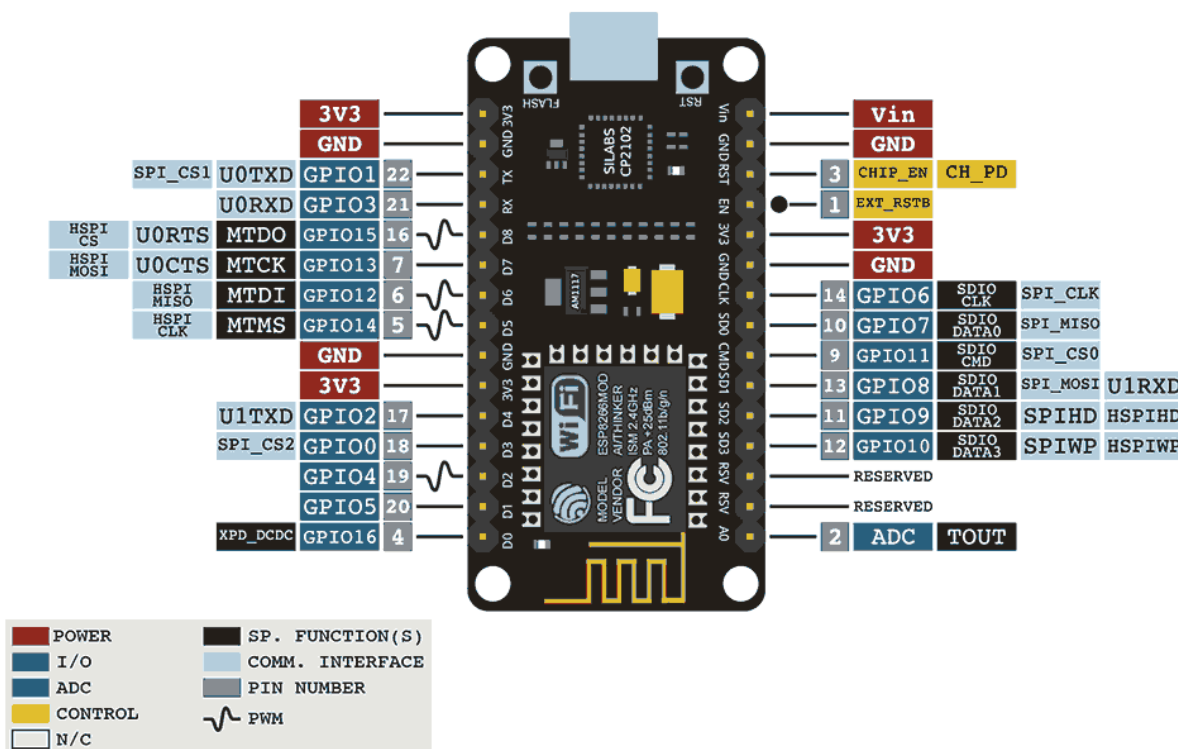 FLASH
RST
SILABS
CP2102
AM1117
3V3 3V3 Vin Vin
GND GND GND GND
SPI_CS1 U0TXD GPIO1 22 TX RST 3 CHIP_EN CH_PD
U0RXD GPIO3 21 RX EN 1 EXT_RSTB
HSPI CS U0RTS MTDO GPIO15 16 D8 3V3 3V3
HSPI MOSI U0CTS MTCK GPIO13 7 D7 GND GND
HSPI MISO MTDI GPIO12 6 D6 CLK 14 GPIO6 SDIO CLK SPI_CLK
HSPI CLK MTMS GPIO14 5 D5 SD0 10 GPIO7 SDIO DATA0 SPI_MISO
GND GND CMD 9 GPIO11 SDIO CMD SPI_CS0
3V3 3V3 SD1 13 GPIO8 SDIO DATA1 SPI_MOSI U1RXD
U1TXD GPIO2 17 D4 SD2 11 GPIO9 SDIO DATA2 SPIHD HSPIHD
SPI_CS2 GPIO0 18 D3 SD3 12 GPIO10 SDIO DATA3 SPIWP HSPIWP
GPIO4 19 D2 RSV RESERVED
GPIO5 20 D1 RSV RESERVED
XPD_DCDC GPIO16 4 D0 A0 2 ADC TOUT
WiFi
MODEL ESP8266MOD
VENDOR AI/THINKER
ISM 2.4GHz
PA +25dBm
802.11b/g/n
FC
POWER
I/O
ADC
CONTROL
N/C
SP. FUNCTION(S)
COMM. INTERFACE
PIN NUMBER
PWM